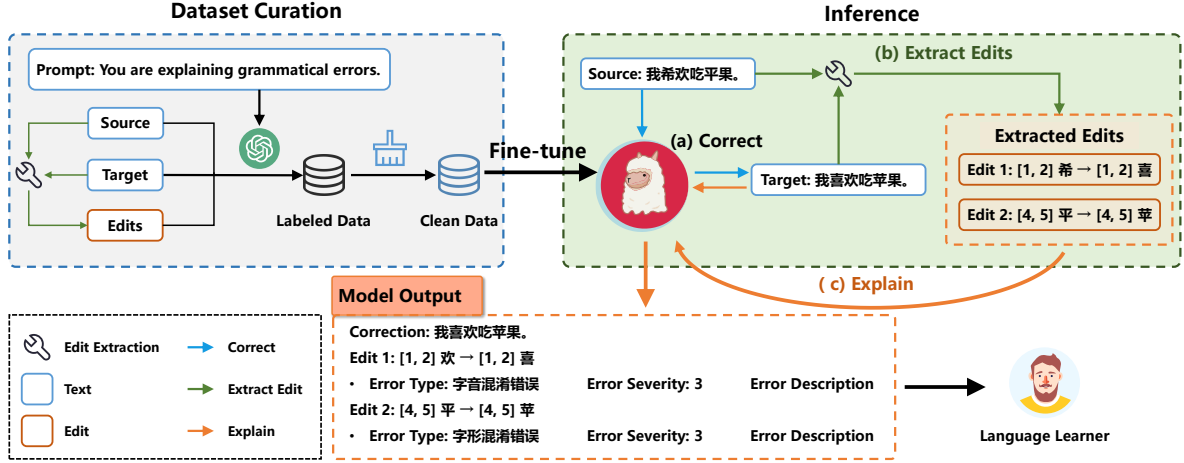 Dataset Curation
Prompt: You are explaining grammatical errors.
Source
Target
Edits
Labeled Data
Clean Data
Fine-tune
Inference
(b) Extract Edits
Source: 我希欢吃平果。
(a) Correct
Target: 我喜欢吃苹果。
Extracted Edits
Edit 1: [1, 2] 希 → [1, 2] 喜
Edit 2: [4, 5] 平 → [4, 5] 苹
( c) Explain
Model Output
Correction: 我喜欢吃苹果。
Edit 1: [1, 2] 欢 → [1, 2] 喜
• Error Type: 字音混淆错误 Error Severity: 3 Error Description
Edit 2: [4, 5] 平 → [4, 5] 苹
• Error Type: 字形混淆错误 Error Severity: 3 Error Description
Edit Extraction
Correct
Text
Extract Edit
Edit
Explain
Language Learner